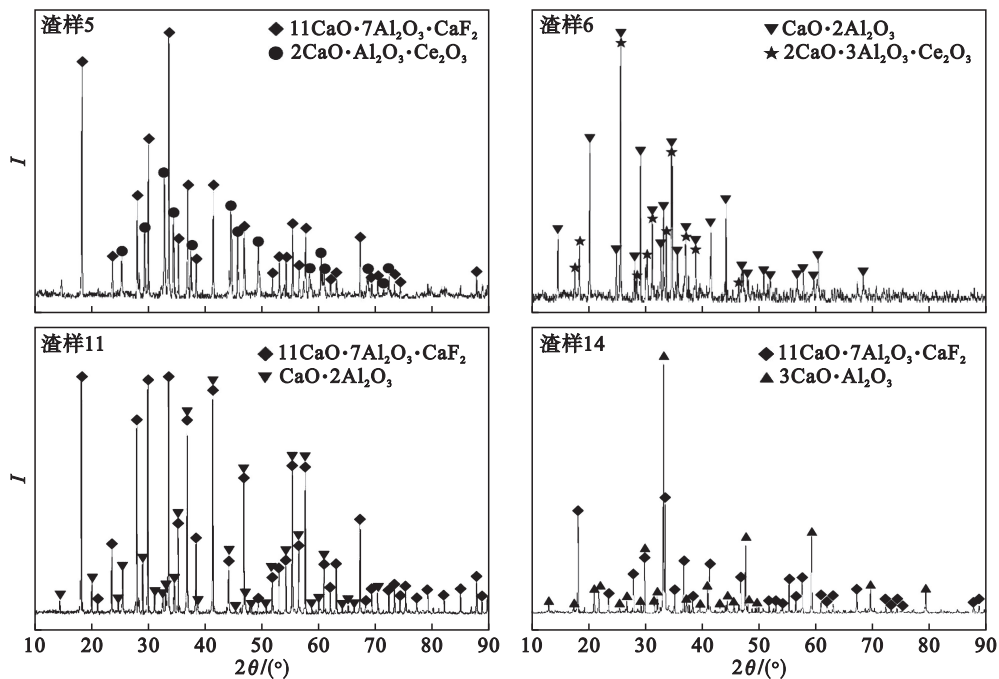 渣样5
◆ 11CaO·7Al₂O₃·CaF₂
● 2CaO·Al₂O₃·Ce₂O₃
I
渣样6
▼ CaO·2Al₂O₃
★ 2CaO·3Al₂O₃·Ce₂O₃
渣样11
◆ 11CaO·7Al₂O₃·CaF₂
▼ CaO·2Al₂O₃
I
10 20 30 40 50 60 70 80 90
2θ/(°)
渣样14
◆ 11CaO·7Al₂O₃·CaF₂
▲ 3CaO·Al₂O₃
10 20 30 40 50 60 70 80 90
2θ/(°)